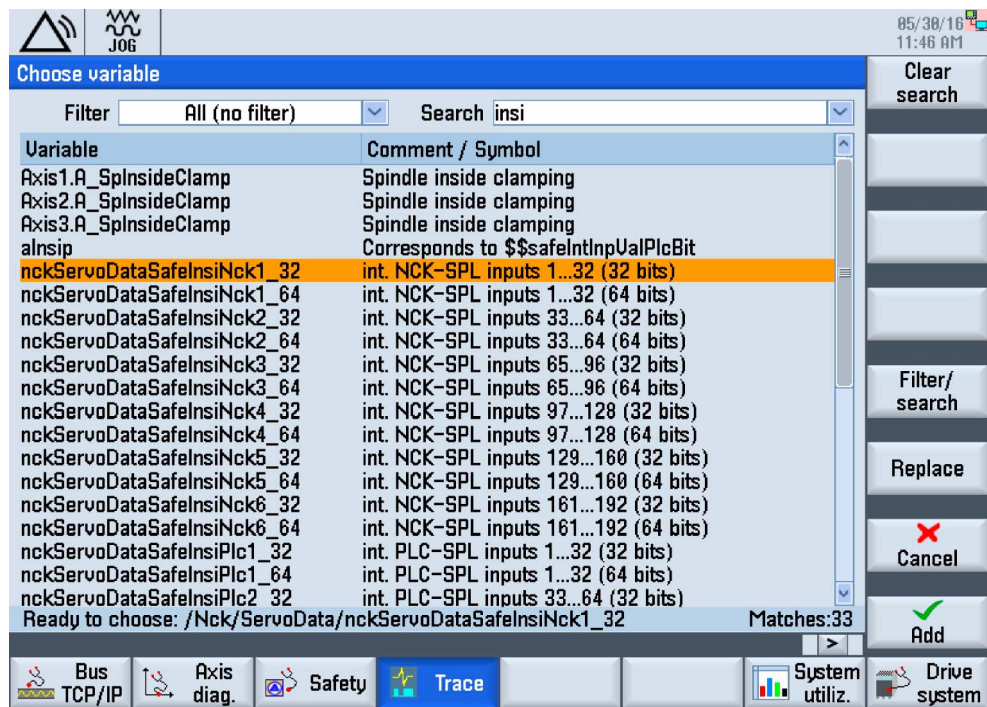 JOG
05/30/16
11:46 AM
Choose variable
Clear search
Filter All (no filter) Search insi
Variable Comment / Symbol
Axis1.A_SpInsideClamp Spindle inside clamping
Axis2.A_SpInsideClamp Spindle inside clamping
Axis3.A_SpInsideClamp Spindle inside clamping
aInsip Corresponds to $$safeIntInpValPlcBit
nckServoDataSafeInsiNck1_32 int. NCK-SPL inputs 1...32 (32 bits)
nckServoDataSafeInsiNck1_64 int. NCK-SPL inputs 1...32 (64 bits)
nckServoDataSafeInsiNck2_32 int. NCK-SPL inputs 33...64 (32 bits)
nckServoDataSafeInsiNck2_64 int. NCK-SPL inputs 33...64 (64 bits)
nckServoDataSafeInsiNck3_32 int. NCK-SPL inputs 65...96 (32 bits)
nckServoDataSafeInsiNck3_64 int. NCK-SPL inputs 65...96 (64 bits)
nckServoDataSafeInsiNck4_32 int. NCK-SPL inputs 97...128 (32 bits)
nckServoDataSafeInsiNck4_64 int. NCK-SPL inputs 97...128 (64 bits)
nckServoDataSafeInsiNck5_32 int. NCK-SPL inputs 129...160 (32 bits)
nckServoDataSafeInsiNck5_64 int. NCK-SPL inputs 129...160 (64 bits)
nckServoDataSafeInsiNck6_32 int. NCK-SPL inputs 161...192 (32 bits)
nckServoDataSafeInsiNck6_64 int. NCK-SPL inputs 161...192 (64 bits)
nckServoDataSafeInsiPlc1_32 int. PLC-SPL inputs 1...32 (32 bits)
nckServoDataSafeInsiPlc1_64 int. PLC-SPL inputs 1...32 (64 bits)
nckServoDataSafeInsiPlc2_32 int. PLC-SPL inputs 33...64 (32 bits)
Ready to choose: /Nck/ServoData/nckServoDataSafeInsiNck1_32 Matches:33
Filter/
search
Replace
Cancel
Add
>
Bus
TCP/IP
Axis
diag.
Safety
Trace
System
utiliz.
Drive
system